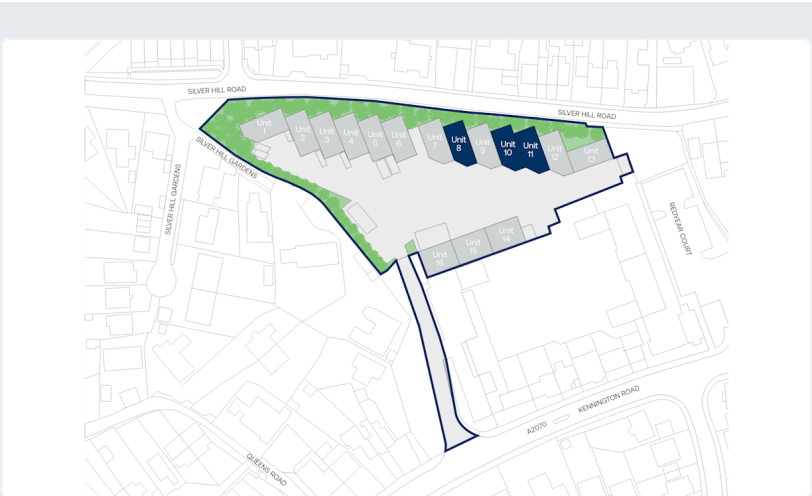 SILVER HILL ROAD
SILVER HILL ROAD
Unit
1
Unit
2
Unit
3
Unit
4
Unit
5
Unit
6
Unit
7
Unit
8
Unit
9
Unit
10
Unit
11
Unit
12
Unit
13
SILVER HILL GARDENS
SILVER HILL GARDENS
REDYEAR COURT
Unit
14
Unit
15
Unit
16
KENNINGTON ROAD
A2070
QUEENS ROAD